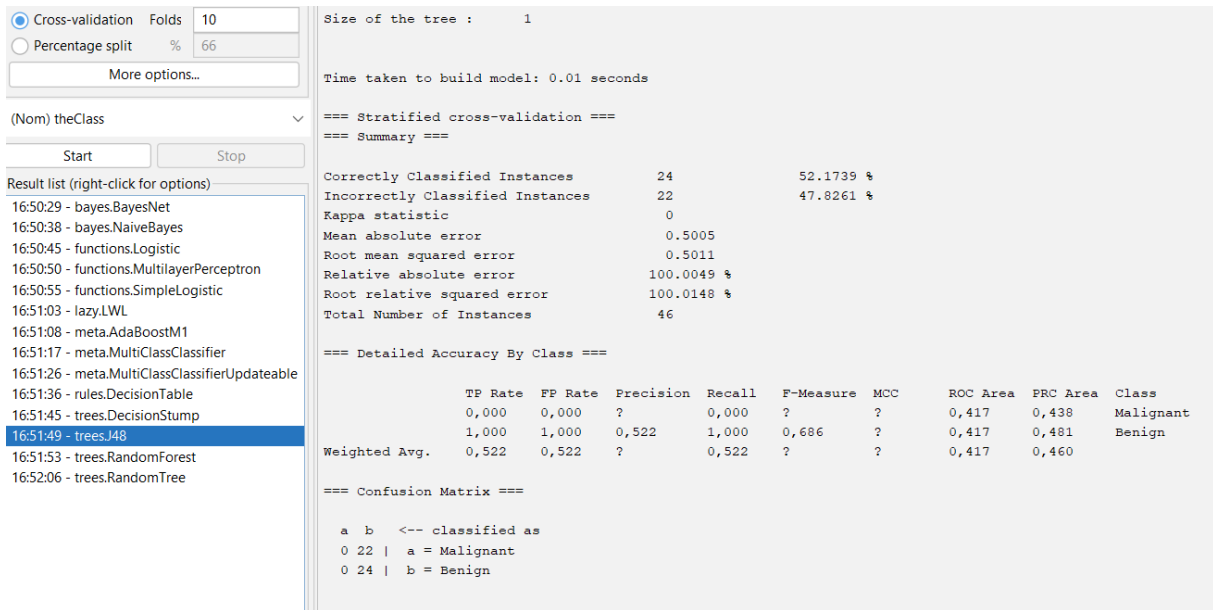 Cross-validation Folds 10
Percentage split % 66
More options...
(Nom) theClass
Start Stop
Result list (right-click for options)
16:50:29 - bayes.BayesNet
16:50:38 - bayes.NaiveBayes
16:50:45 - functions.Logistic
16:50:50 - functions.MultilayerPerceptron
16:50:55 - functions.SimpleLogistic
16:51:03 - lazy.LWL
16:51:08 - meta.AdaBoostM1
16:51:17 - meta.MultiClassClassifier
16:51:26 - meta.MultiClassClassifierUpdateable
16:51:36 - rules.DecisionTable
16:51:45 - trees.DecisionStump
16:51:49 - trees.J48
16:51:53 - trees.RandomForest
16:52:06 - trees.RandomTree
Size of the tree : 1
Time taken to build model: 0.01 seconds
=== Stratified cross-validation ===
=== Summary ===
Correctly Classified Instances 24 52.1739 %
Incorrectly Classified Instances 22 47.8261 %
Kappa statistic 0
Mean absolute error 0.5005
Root mean squared error 0.5011
Relative absolute error 100.0049 %
Root relative squared error 100.0148 %
Total Number of Instances 46
=== Detailed Accuracy By Class ===
TP Rate FP Rate Precision Recall F-Measure MCC ROC Area PRC Area Class
0,000 0,000 ? 0,000 ? ? 0,417 0,438 Malignant
1,000 1,000 0,522 1,000 0,686 ? 0,417 0,481 Benign
Weighted Avg. 0,522 0,522 ? 0,522 ? ? 0,417 0,460
=== Confusion Matrix ===
a b <-- classified as
0 22 | a = Malignant
0 24 | b = Benign